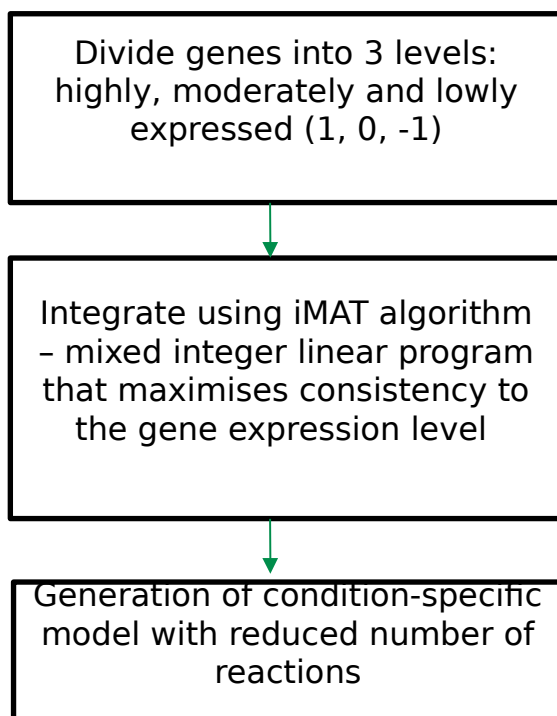 Divide genes into 3 levels:
highly, moderately and lowly
expressed (1, 0, -1)
Integrate using iMAT algorithm
– mixed integer linear program
that maximises consistency to
the gene expression level
Generation of condition-specific
model with reduced number of
reactions